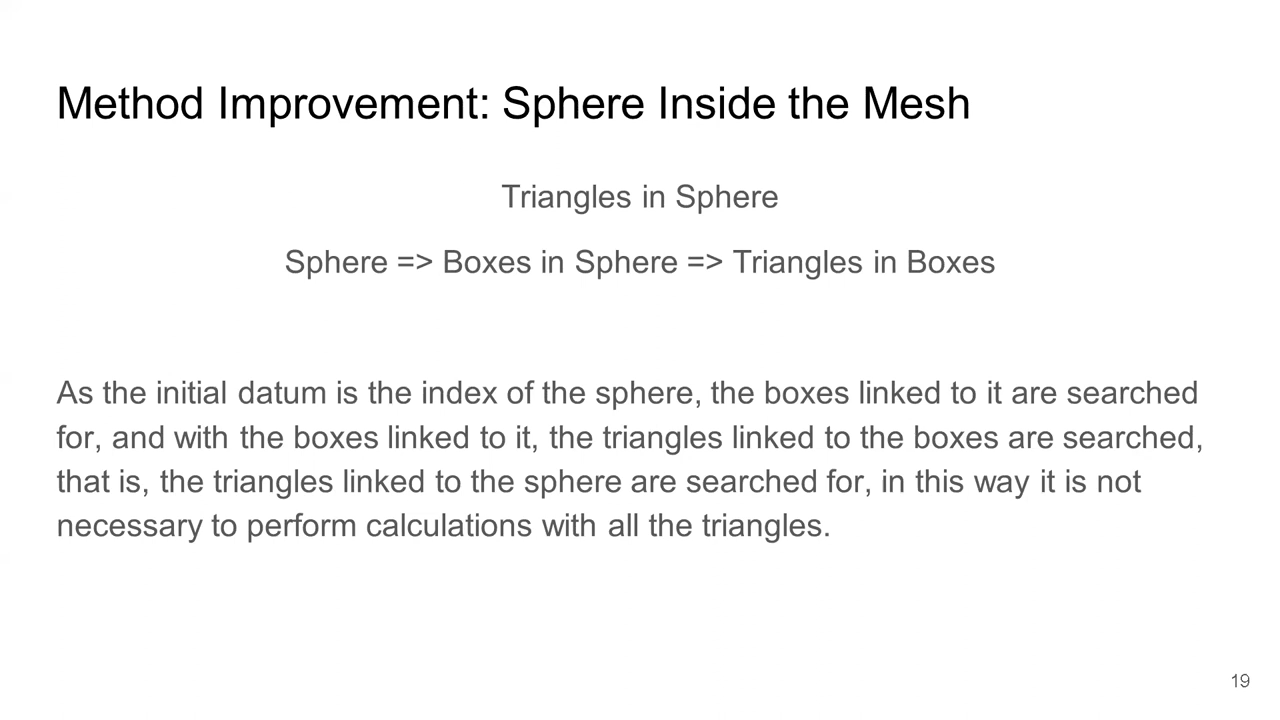 Method Improvement: Sphere Inside the Mesh
Triangles in Sphere
Sphere => Boxes in Sphere => Triangles in Boxes
As the initial datum is the index of the sphere, the boxes linked to it are searched
for, and with the boxes linked to it, the triangles linked to the boxes are searched,
that is, the triangles linked to the sphere are searched for, in this way it is not
necessary to perform calculations with all the triangles.
19